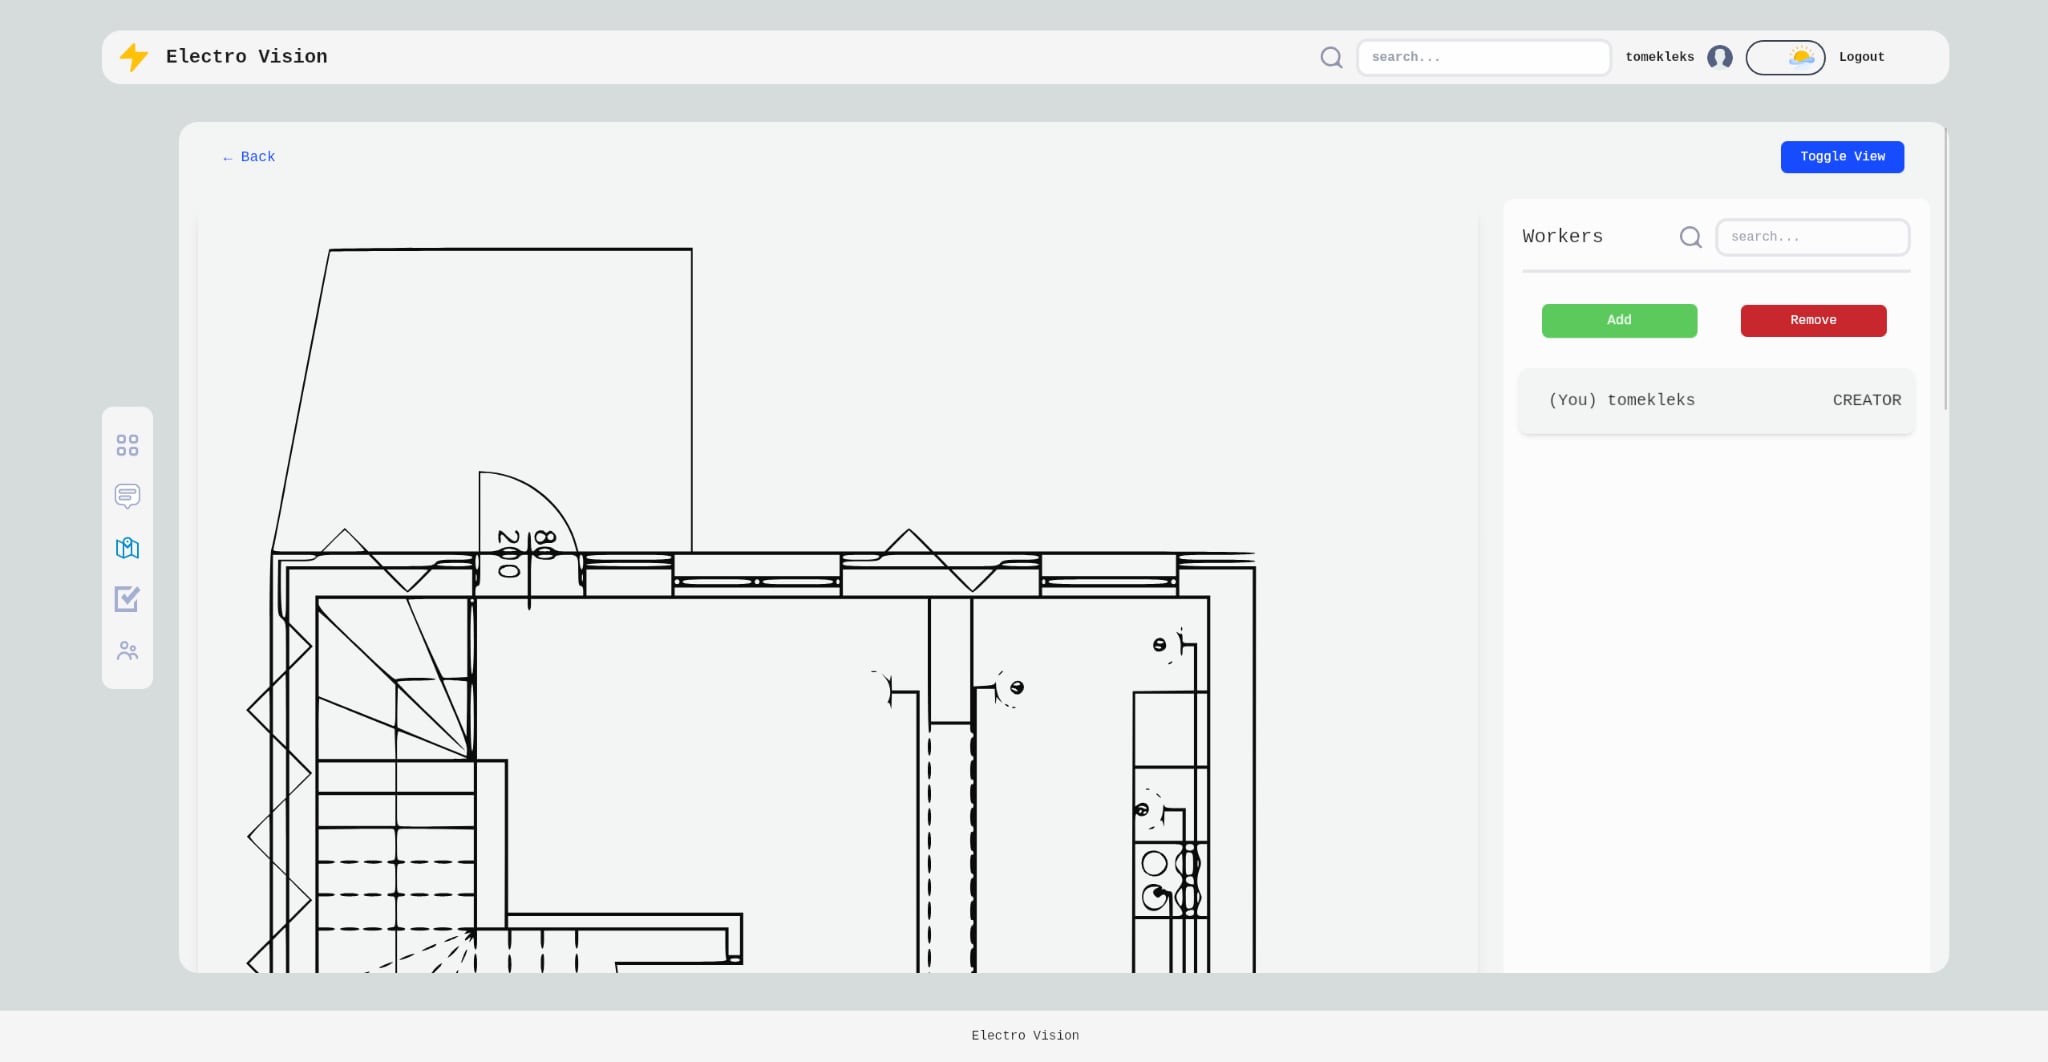 Electro Vision
search...
tomekleks
Logout
← Back
Toggle View
Workers
search...
Add
Remove
(You) tomekleks
CREATOR
80
200
Electro Vision